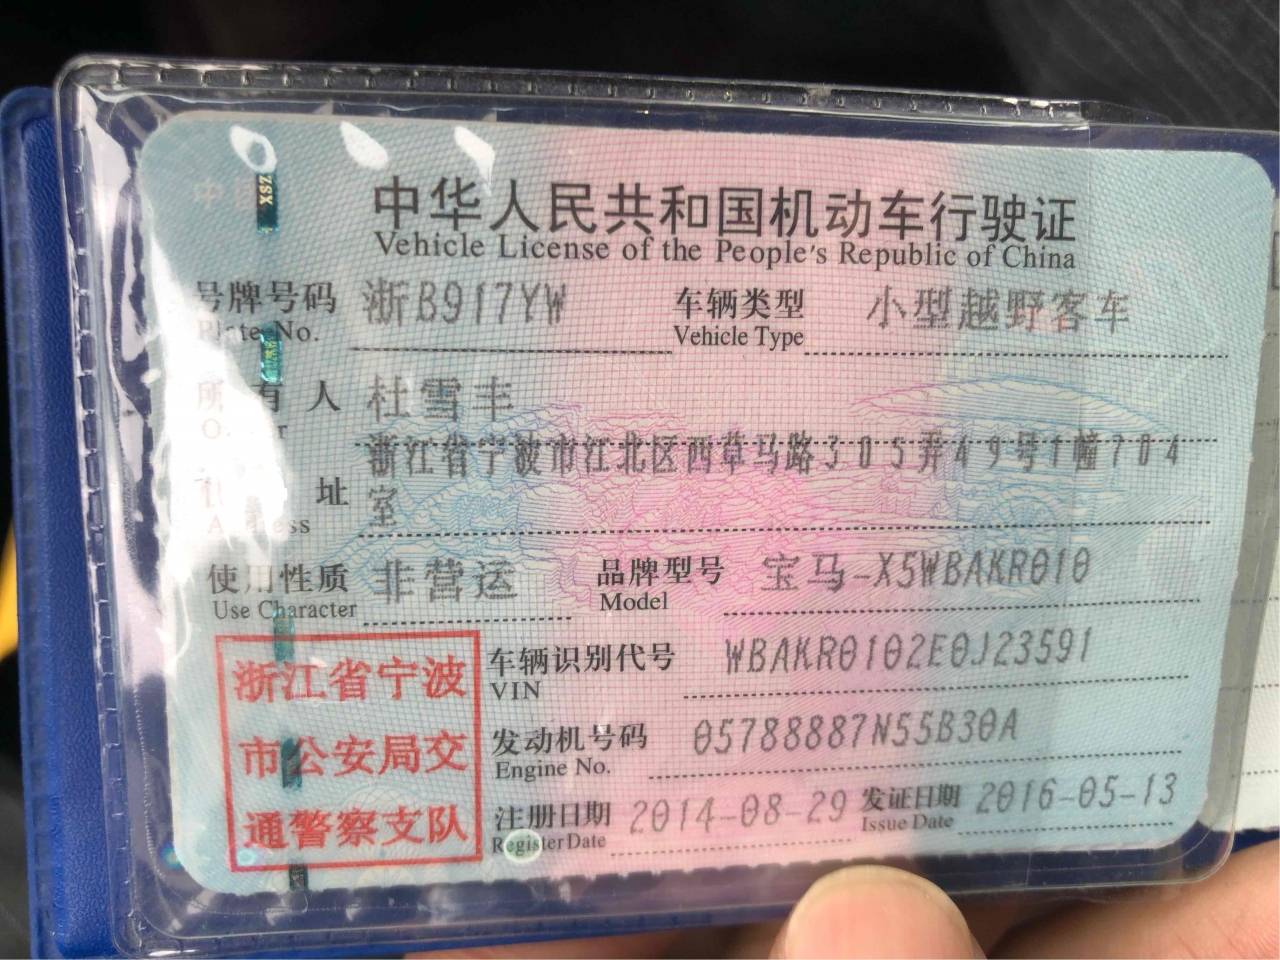 中华人民共和国机动车行驶证
Vehicle License of the People's Republic of China
号牌号码 浙B917YW 车辆类型 小型越野客车
Plate No. Vehicle Type
所有人 杜雪丰
浙江省宁波市江北区西草马路305弄49号1幢704
址 室
Address
使用性质 非营运 品牌型号 宝马-X5WBAKR010
Use Character Model
浙江省宁波
市公安局交
通警察支队
车辆识别代号 WBAKR0102E0J23591
VIN
发动机号码 05788887N55B30A
Engine No.
注册日期 2014-08-29 发证日期 2016-05-13
Register Date Issue Date
XSZ